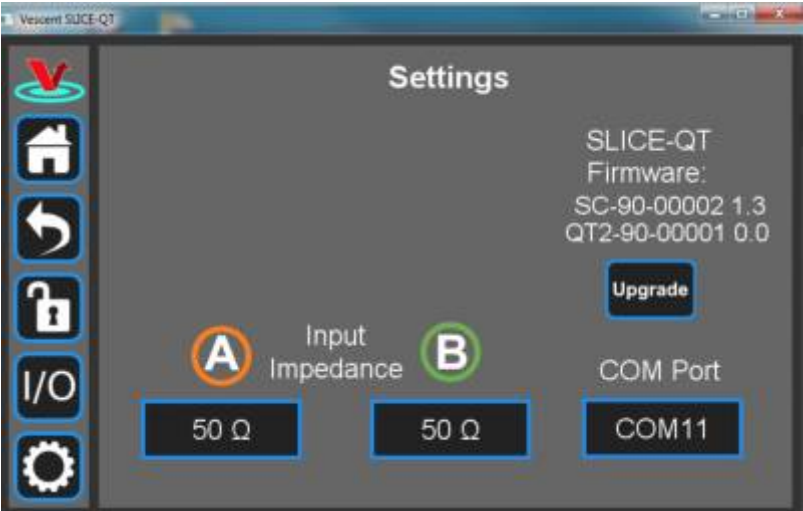 Vescent SLICE-QT
Settings
SLICE-QT
Firmware:
SC-90-00002 1.3
QT2-90-00001 0.0
Upgrade
A
Input
Impedance
B
COM Port
I/O
50 Ω
50 Ω
COM11